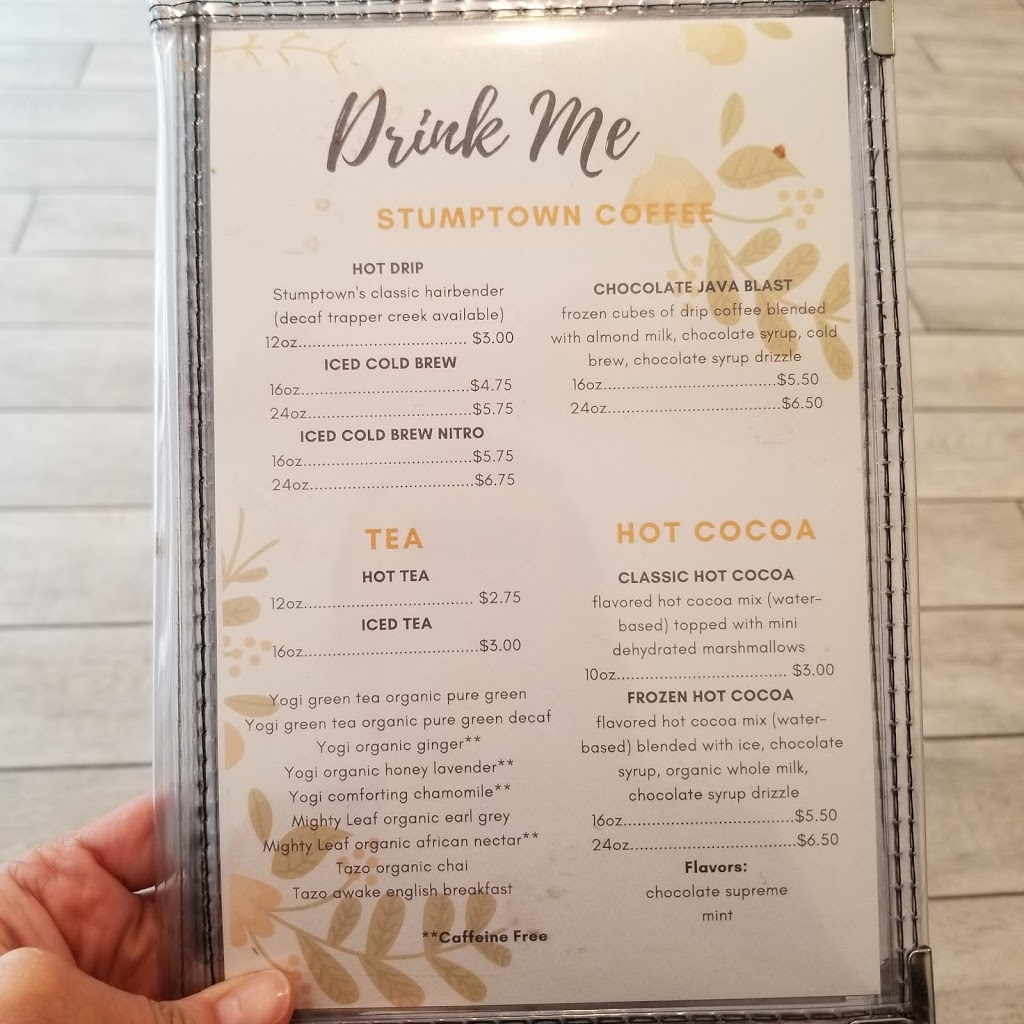 Drink Me
STUMPTOWN COFFEE
HOT DRIP
Stumptown's classic hairbender
(decaf trapper creek available)
12oz.................................. $3.00
ICED COLD BREW
16oz........................................$4.75
24oz.......................................$5.75
ICED COLD BREW NITRO
16oz..................................$5.75
24oz.................................$6.75
CHOCOLATE JAVA BLAST
frozen cubes of drip coffee blended
with almond milk, chocolate syrup, cold
brew, chocolate syrup drizzle
16oz...................................$5.50
24oz...................................$6.50
TEA
HOT TEA
12oz.................................. $2.75
ICED TEA
16oz...................................$3.00
Yogi green tea organic pure green
Yogi green tea organic pure green decaf
Yogi organic ginger**
Yogi organic honey lavender**
Yogi comforting chamomile**
Mighty Leaf organic earl grey
Mighty Leaf organic african nectar**
Tazo organic chai
Tazo awake english breakfast
**Caffeine Free
HOT COCOA
CLASSIC HOT COCOA
flavored hot cocoa mix (water-
based) topped with mini
dehydrated marshmallows
10oz.................................. $3.00
FROZEN HOT COCOA
flavored hot cocoa mix (water-
based) blended with ice, chocolate
syrup, organic whole milk,
chocolate syrup drizzle
16oz...................................$5.50
24oz..................................$6.50
Flavors:
chocolate supreme
mint